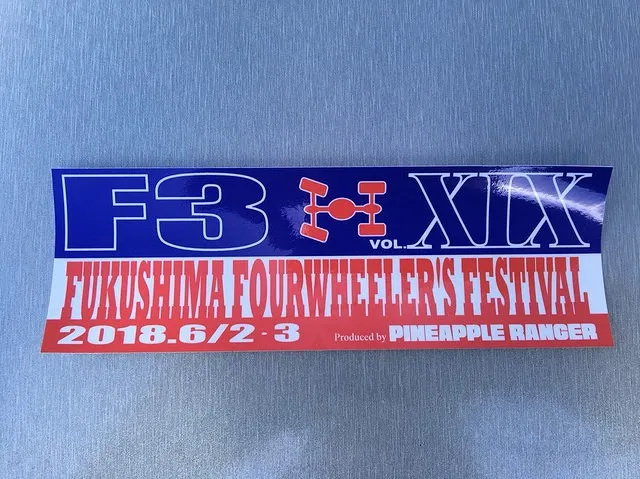 F3 VOL. XIX
FUKUSHIMA FOURWHEELER'S FESTIVAL
2018.6/2-3 Produced by PINEAPPLE RANGER